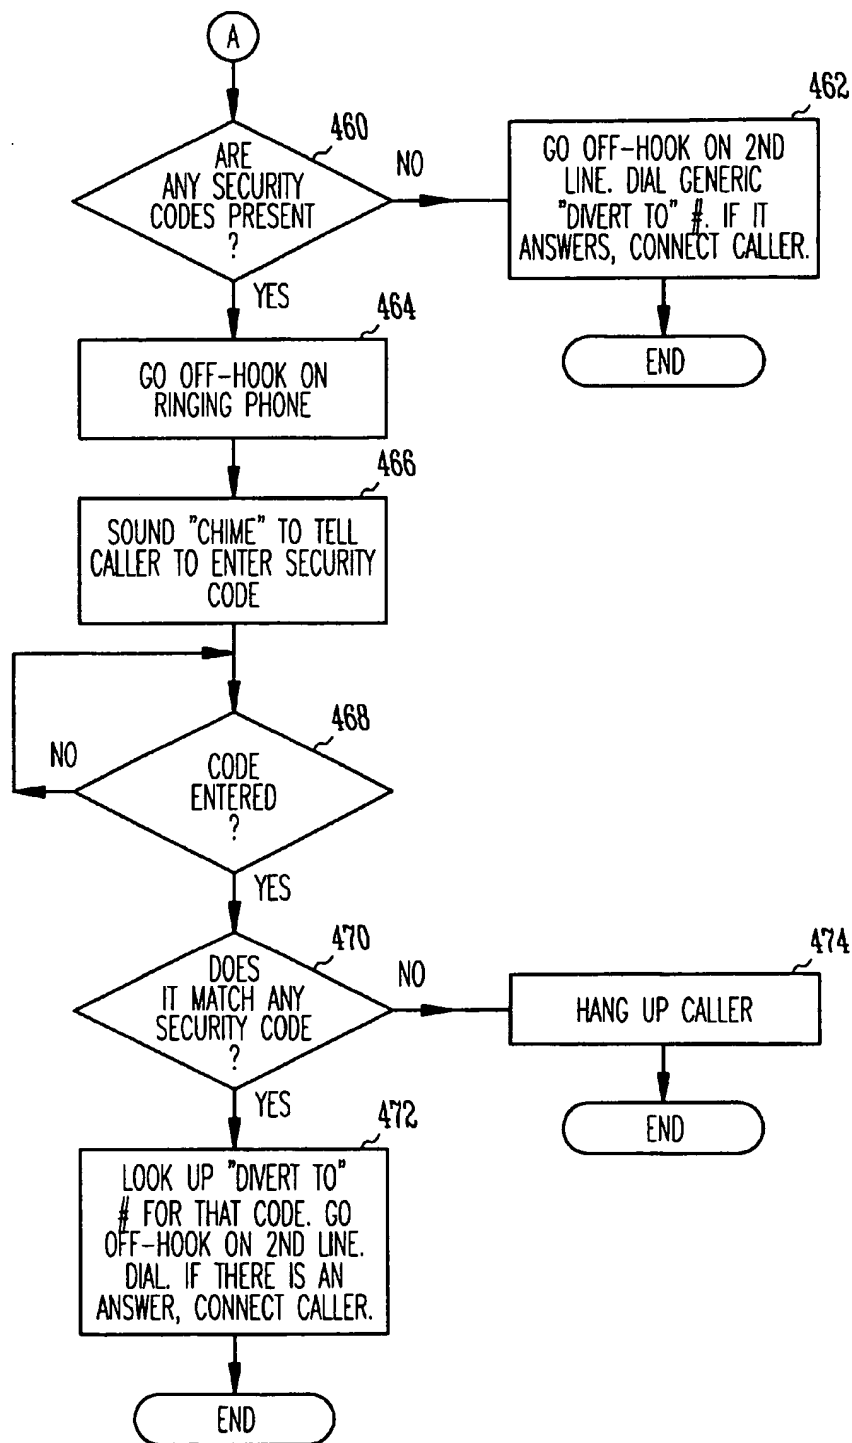 A
460
ARE
ANY SECURITY
CODES PRESENT
?
NO
YES
462
GO OFF-HOOK ON 2ND
LINE. DIAL GENERIC
"DIVERT TO" #. IF IT
ANSWERS, CONNECT CALLER.
END
464
GO OFF-HOOK ON
RINGING PHONE
466
SOUND "CHIME" TO TELL
CALLER TO ENTER SECURITY
CODE
468
NO
CODE
ENTERED
?
YES
470
DOES
IT MATCH ANY
SECURITY CODE
?
NO
YES
474
HANG UP CALLER
END
472
LOOK UP "DIVERT TO"
# FOR THAT CODE. GO
OFF-HOOK ON 2ND LINE.
DIAL. IF THERE IS AN
ANSWER, CONNECT CALLER.
END